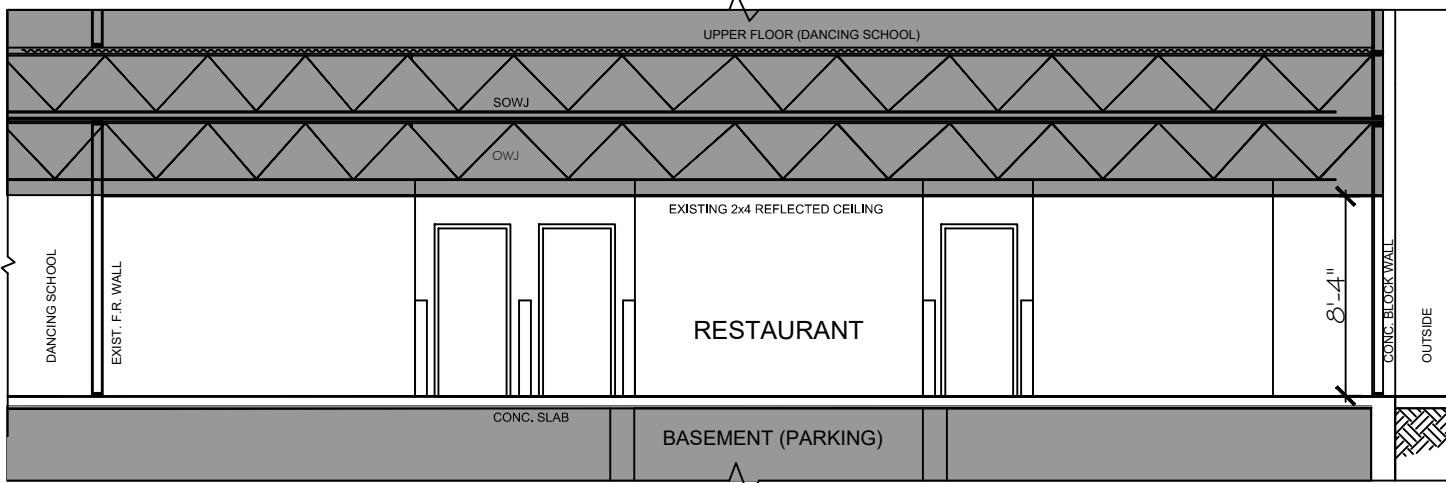 UPPER FLOOR (DANCING SCHOOL)
SOWJ
OWJ
EXISTING 2x4 REFLECTED CEILING
DANCING SCHOOL
EXIST. F.R. WALL
RESTAURANT
8'-4"
CONC. BLOCK WALL
OUTSIDE
CONC. SLAB
BASEMENT (PARKING)